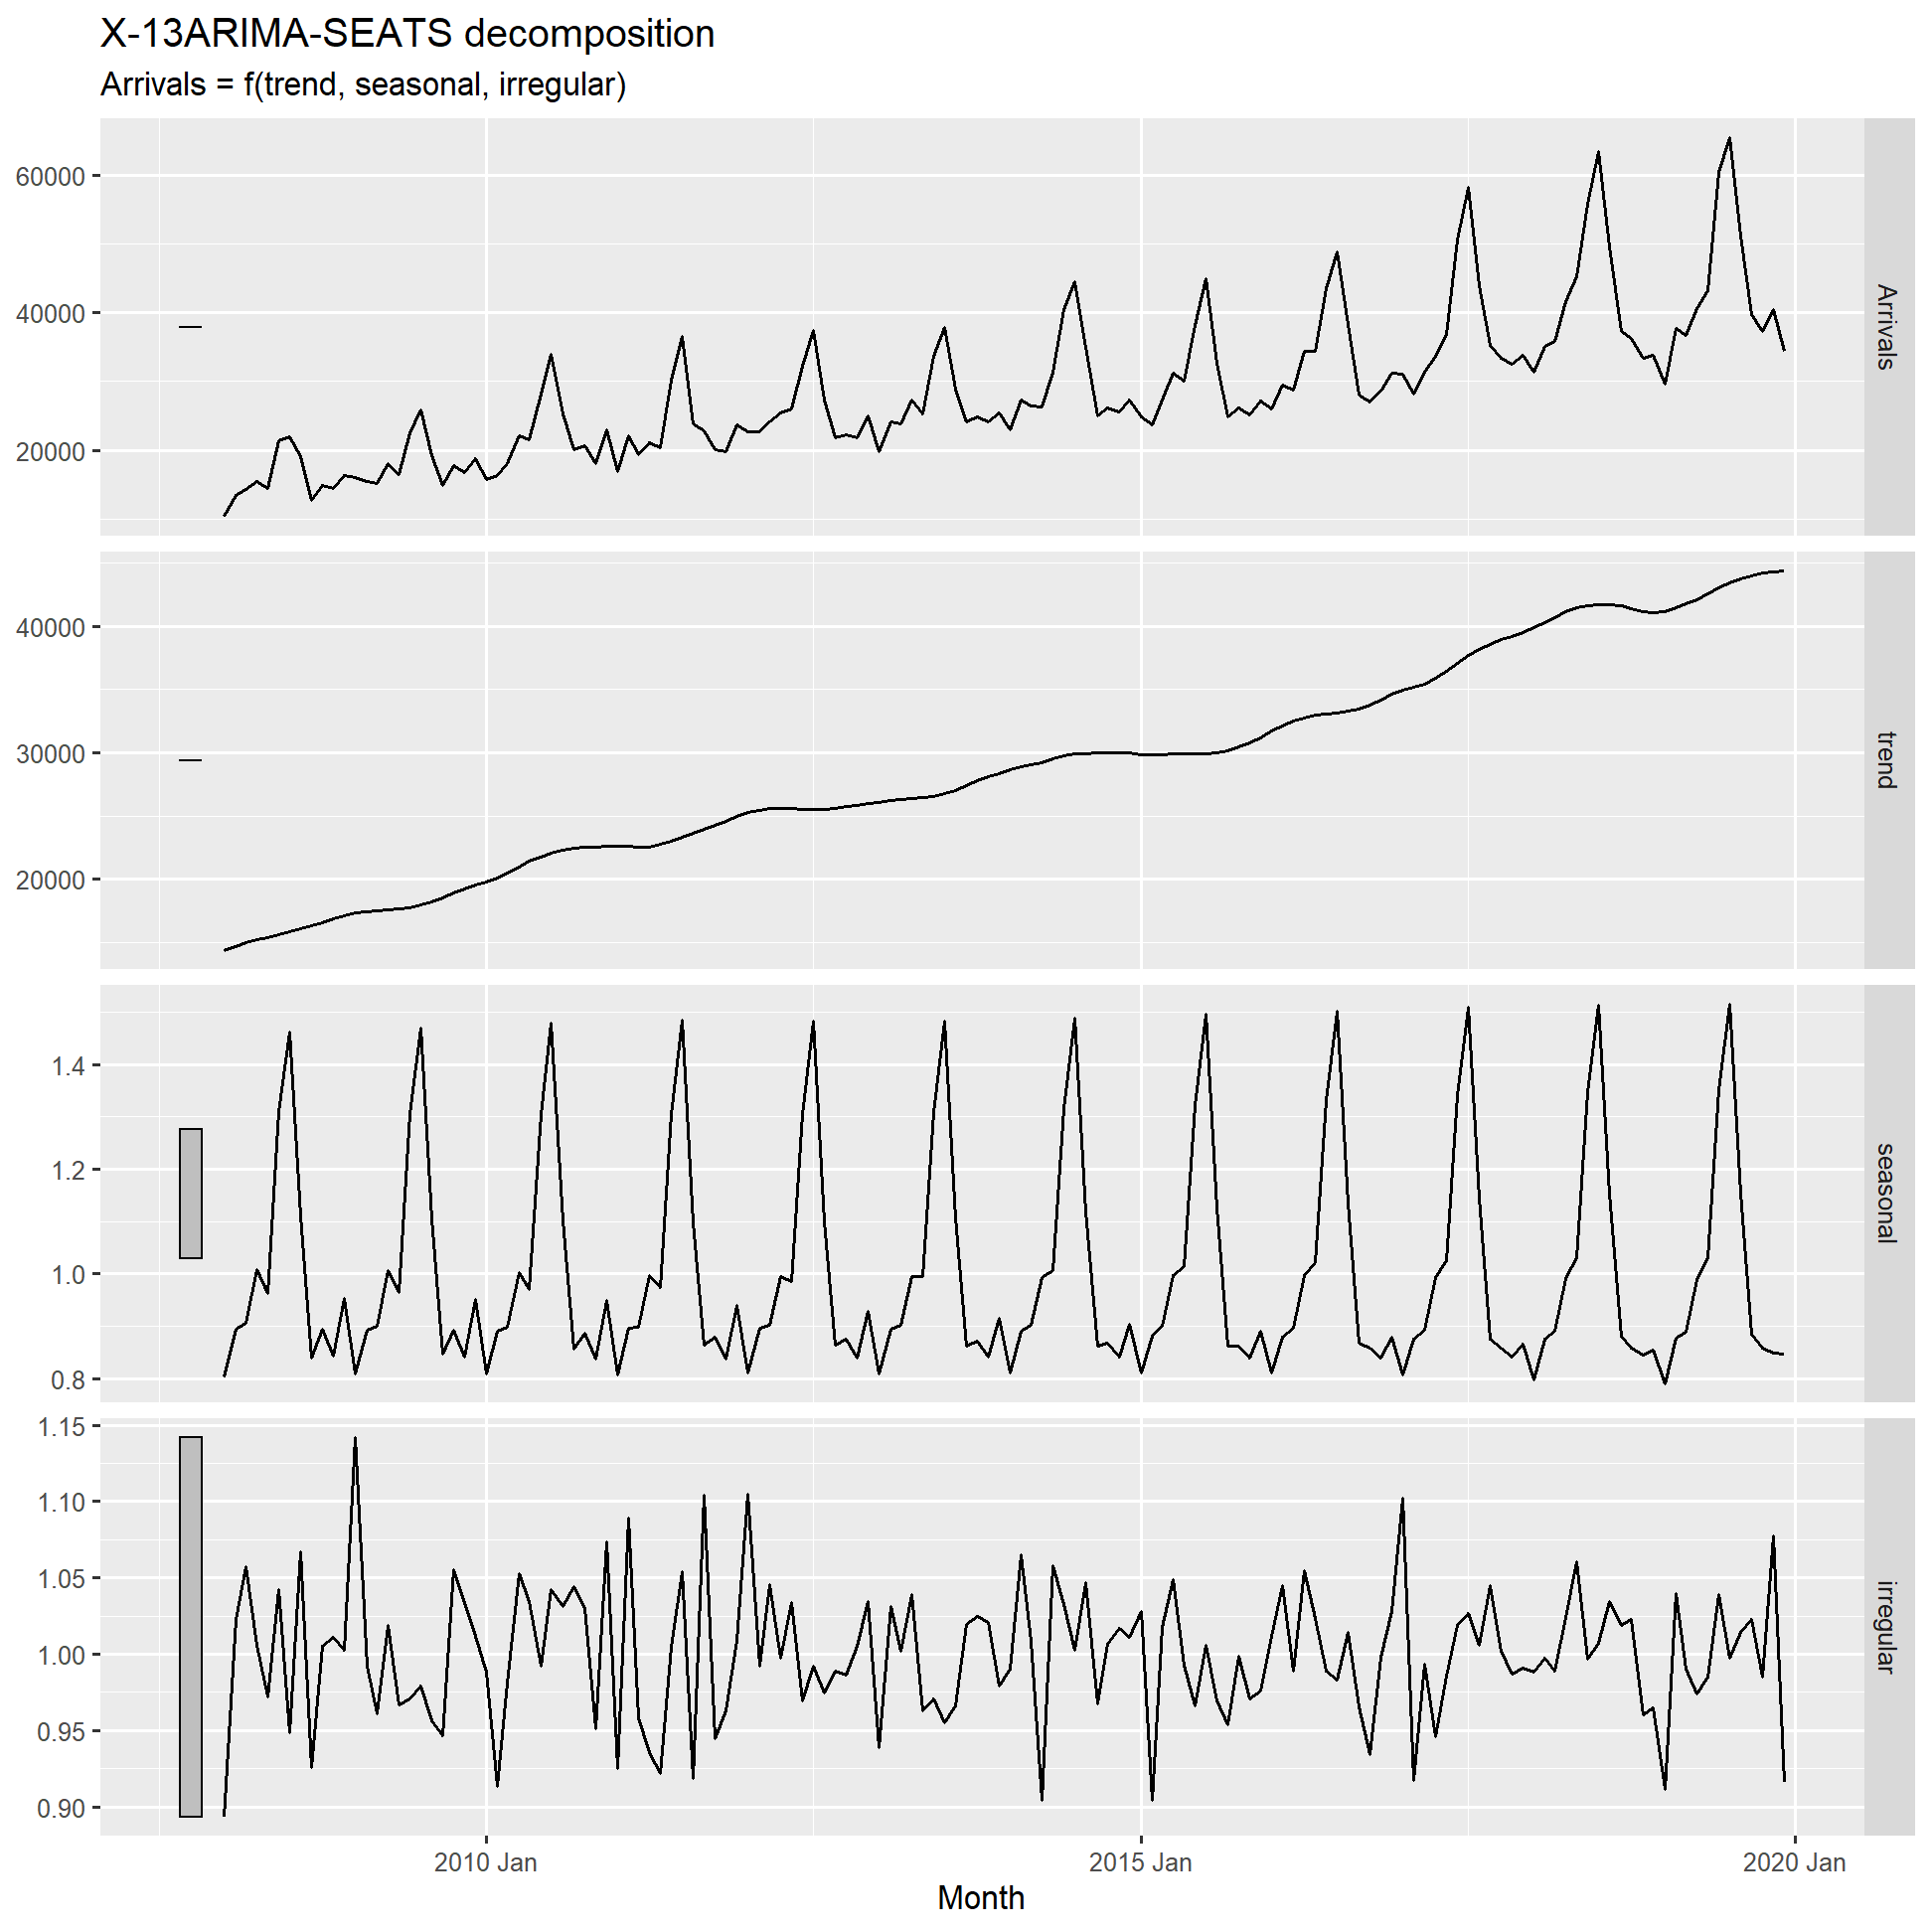 X-13ARIMA-SEATS decomposition
Arrivals = f(trend, seasonal, irregular)
60000
40000
20000
Arrivals
40000
30000
20000
trend
1.4
1.2
1.0
0.8
seasonal
1.15
1.10
1.05
1.00
0.95
0.90
irregular
2010 Jan 2015 Jan 2020 Jan
Month